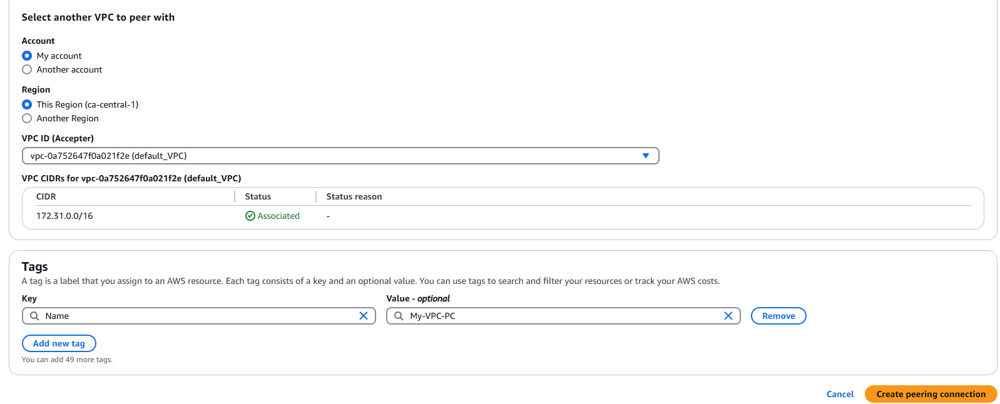 Select another VPC to peer with
Account
My account
Another account
Region
This Region (ca-central-1)
Another Region
VPC ID (Accepter)
vpc-0a752647f0a021f2e (default_VPC)
VPC CIDRs for vpc-0a752647f0a021f2e (default_VPC)
CIDR Status Status reason
172.31.0.0/16 Associated -
Tags
A tag is a label that you assign to an AWS resource. Each tag consists of a key and an optional value. You can use tags to search and filter your resources or track your AWS costs.
Key Value - optional
Name My-VPC-PC Remove
Add new tag
You can add 49 more tags.
Cancel Create peering connection